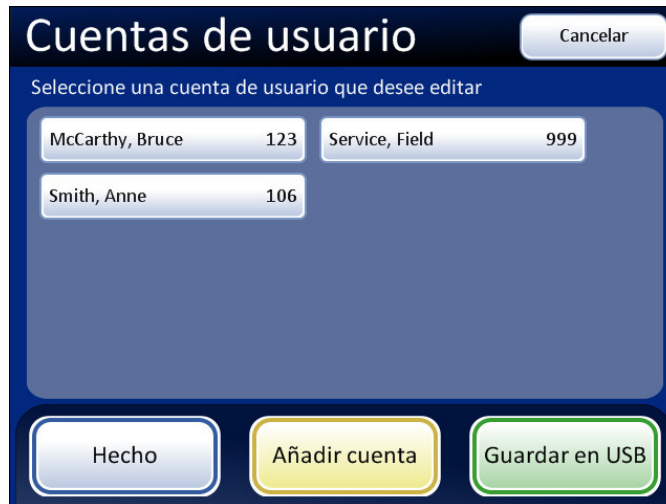 Cuentas de usuario
Cancelar
Seleccione una cuenta de usuario que desee editar
McCarthy, Bruce 123
Service, Field 999
Smith, Anne 106
Hecho
Añadir cuenta
Guardar en USB